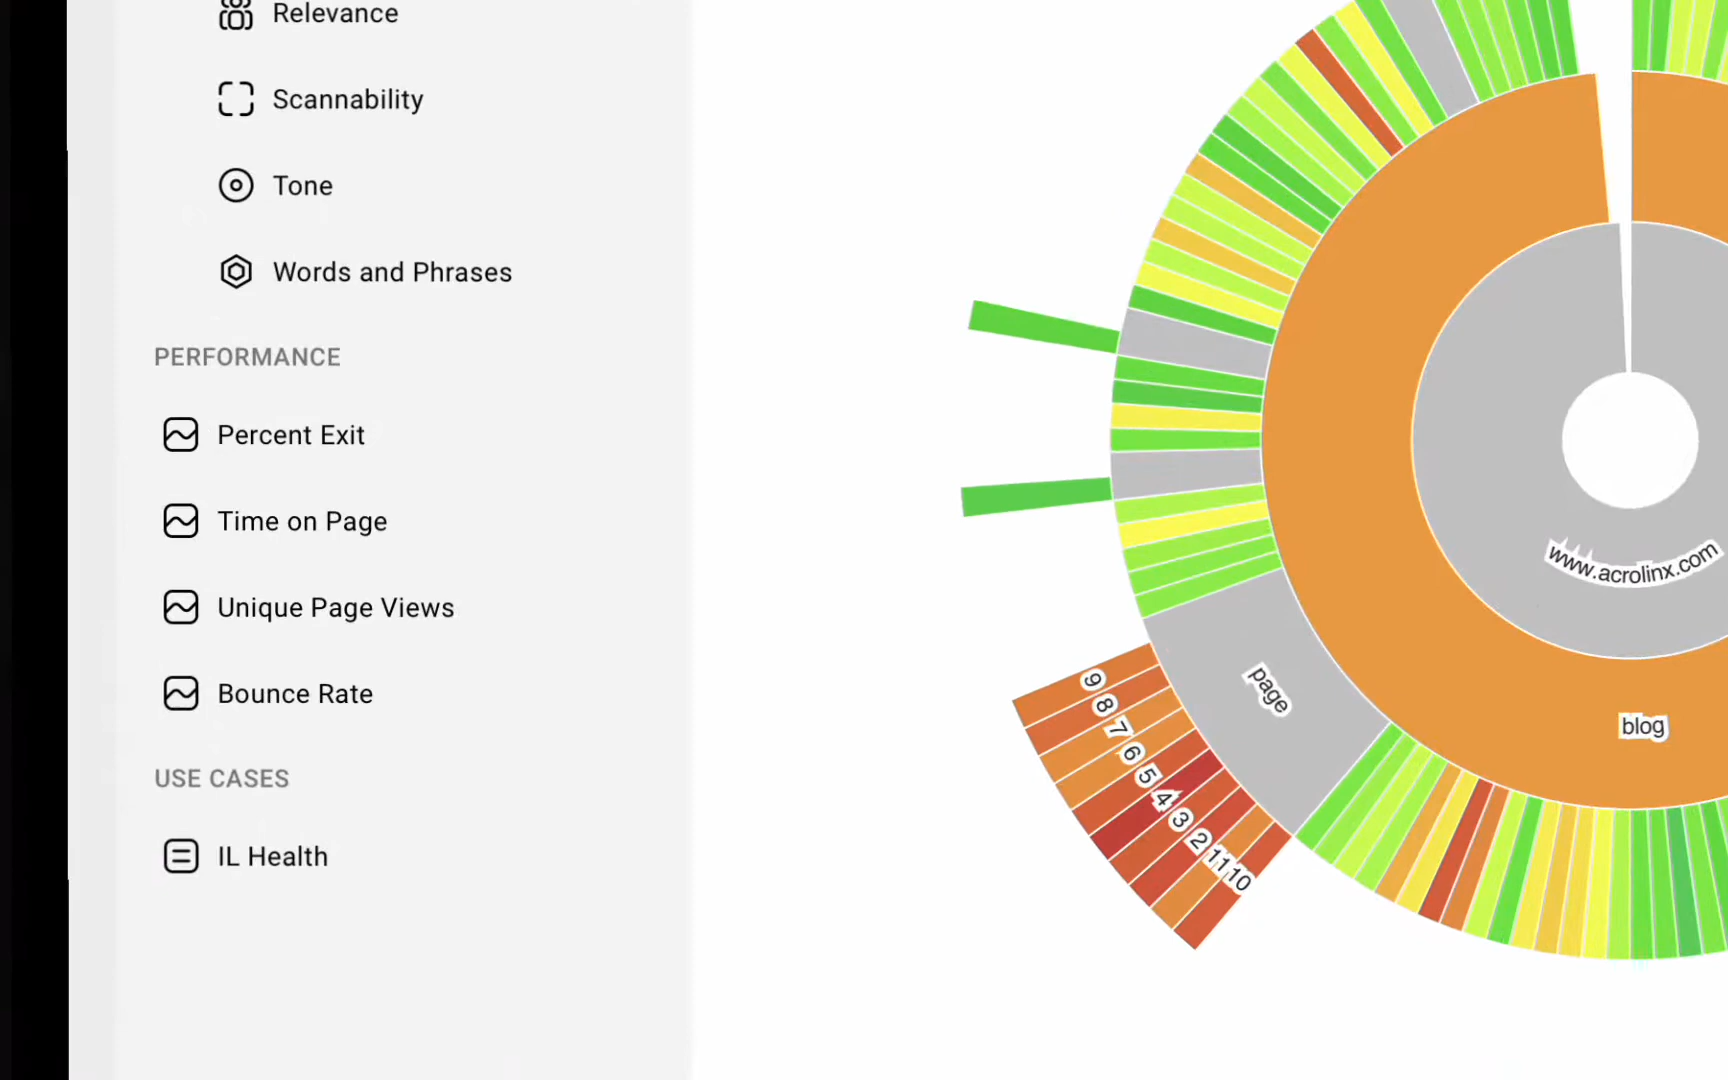 Relevance
Scannability
Tone
Words and Phrases
PERFORMANCE
Percent Exit
Time on Page
Unique Page Views
Bounce Rate
USE CASES
IL Health
www.acrolinx.com
blog
page
9
8
7
6
5
4
3
2
11
10